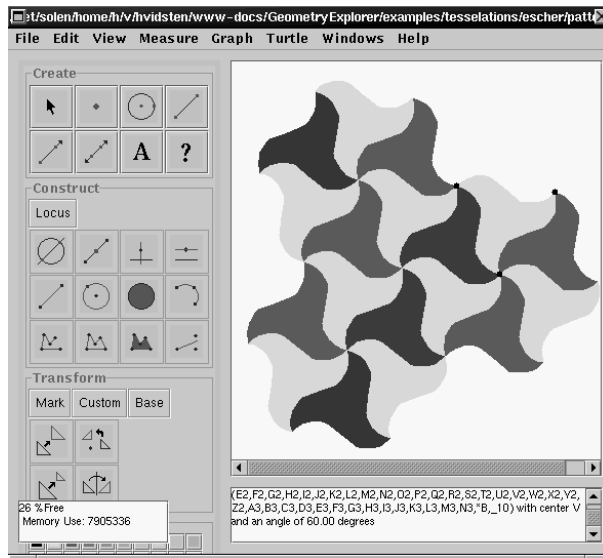 et/solen/home/h/v/hvidsten/www-docs/GeometryExplorer/examples/tesselations/escher/patt
File Edit View Measure Graph Turtle Windows Help
Create
A ?
Construct
Locus
Transform
Mark Custom Base
26 %Free
Memory Use: 7905336
(E2,F2,G2,H2,I2,J2,K2,L2,M2,N2,O2,P2,Q2,R2,S2,T2,U2,V2,W2,X2,Y2,
Z2,A3,B3,C3,D3,E3,F3,G3,H3,I3,J3,K3,L3,M3,N3,*B,_10) with center V
and an angle of 60.00 degrees